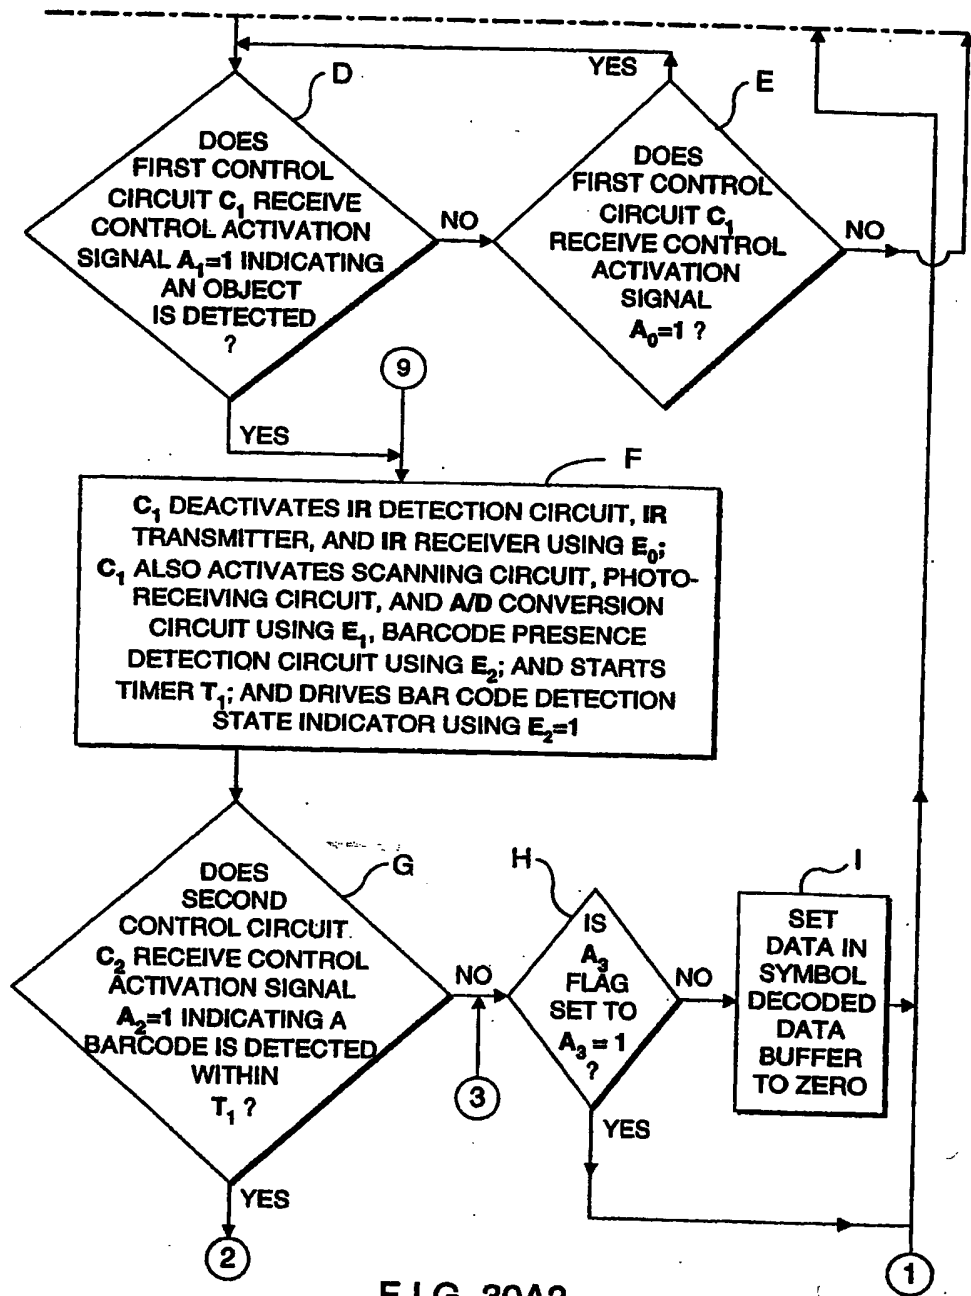 YES
D
E
DOES
FIRST CONTROL
CIRCUIT C₁ RECEIVE
CONTROL ACTIVATION
SIGNAL A₁=1 INDICATING
AN OBJECT
IS DETECTED
?
NO
DOES
FIRST CONTROL
CIRCUIT C₁
RECEIVE CONTROL
ACTIVATION
SIGNAL
A₀=1 ?
NO
9
YES
F
C₁ DEACTIVATES IR DETECTION CIRCUIT, IR
TRANSMITTER, AND IR RECEIVER USING E₀;
C₁ ALSO ACTIVATES SCANNING CIRCUIT, PHOTO-
RECEIVING CIRCUIT, AND A/D CONVERSION
CIRCUIT USING E₁, BARCODE PRESENCE
DETECTION CIRCUIT USING E₂; AND STARTS
TIMER T₁; AND DRIVES BAR CODE DETECTION
STATE INDICATOR USING E₂=1
G
DOES
SECOND
CONTROL CIRCUIT
C₂ RECEIVE CONTROL
ACTIVATION SIGNAL
A₂=1 INDICATING A
BARCODE IS DETECTED
WITHIN
T₁ ?
NO
3
H
IS
A₃
FLAG
SET TO
A₃ = 1
?
NO
YES
I
SET
DATA IN
SYMBOL
DECODED
DATA
BUFFER
TO ZERO
YES
2
1
FIG. 30A2